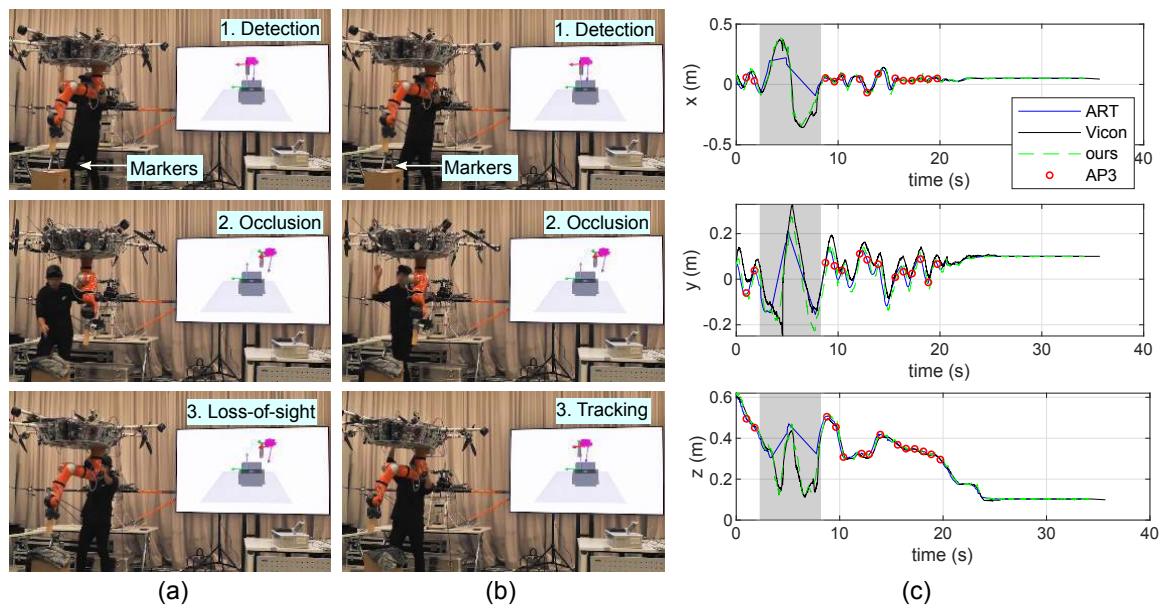 1. Detection
Markers
2. Occlusion
3. Loss-of-sight
(a)
1. Detection
Markers
2. Occlusion
3. Tracking
(b)
0.5
0
-0.5
x (m)
0 10 20 30 40
time (s)
ART
Vicon
ours
AP3
0.2
0
-0.2
y (m)
0 10 20 30 40
time (s)
0.6
0.4
0.2
0
z (m)
0 10 20 30 40
time (s)
(c)